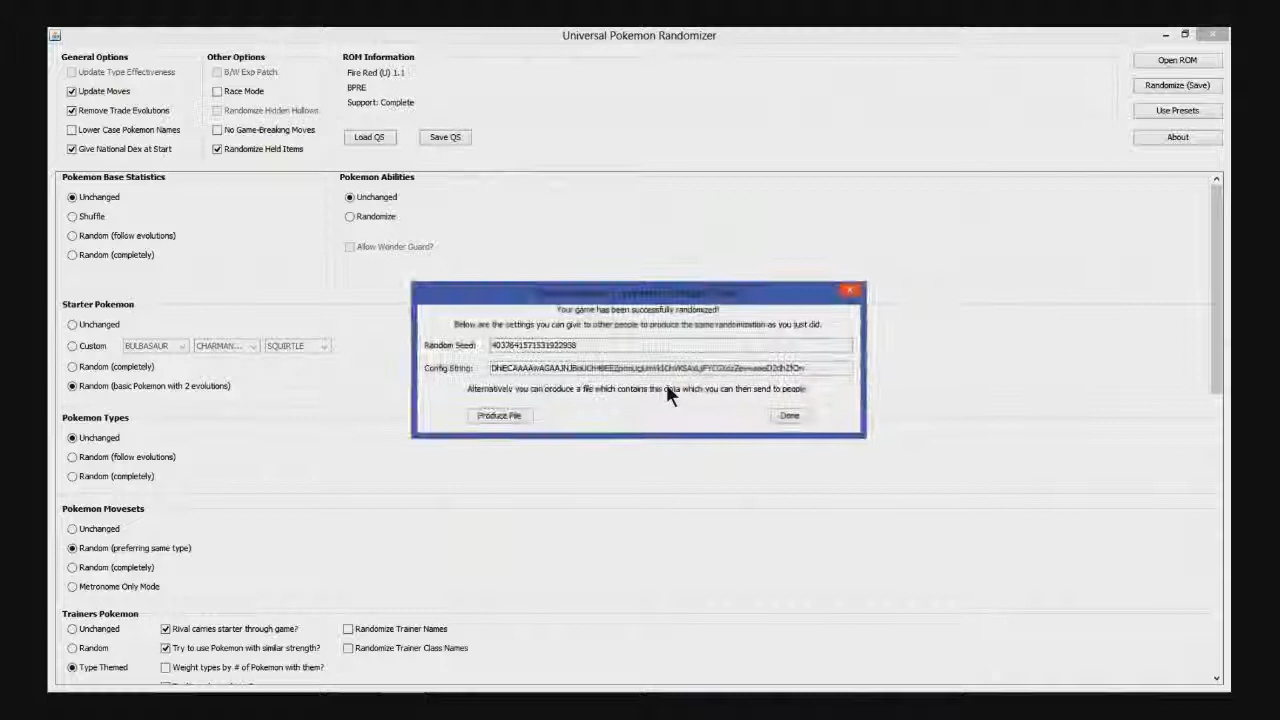 Universal Pokemon Randomizer
General Options
Update Type Effectiveness
Update Moves
Remove Trade Evolutions
Lower Case Pokemon Names
Give National Dex at Start
Other Options
B/W Exp Patch
Race Mode
Randomize Hidden Hollows
No Game-Breaking Moves
Randomize Held Items
ROM Information
Fire Red (U) 1.1
BPRE
Support: Complete
Load QS
Save QS
Open ROM
Randomize (Save)
Use Presets
About
Pokemon Base Statistics
Unchanged
Shuffle
Random (follow evolutions)
Random (completely)
Pokemon Abilities
Unchanged
Randomize
Allow Wonder Guard?
Your game has been successfully randomized!
Below are the settings you can give to other people to produce the same randomization as you just did.
Random Seed:
Config String:
Alternatively you can produce a file which contains this data which you can then send to people
Produce File
Done
Starter Pokemon
Unchanged
Custom BULBASAUR CHARMAN... SQUIRTLE
Random (completely)
Random (basic Pokemon with 2 evolutions)
Pokemon Types
Unchanged
Random (follow evolutions)
Random (completely)
Pokemon Movesets
Unchanged
Random (preferring same type)
Random (completely)
Metronome Only Mode
Trainers Pokemon
Unchanged
Random
Type Themed
Rival carries starter through game?
Try to use Pokemon with similar strength?
Weight types by # of Pokemon with them?
Randomize Trainer Names
Randomize Trainer Class Names